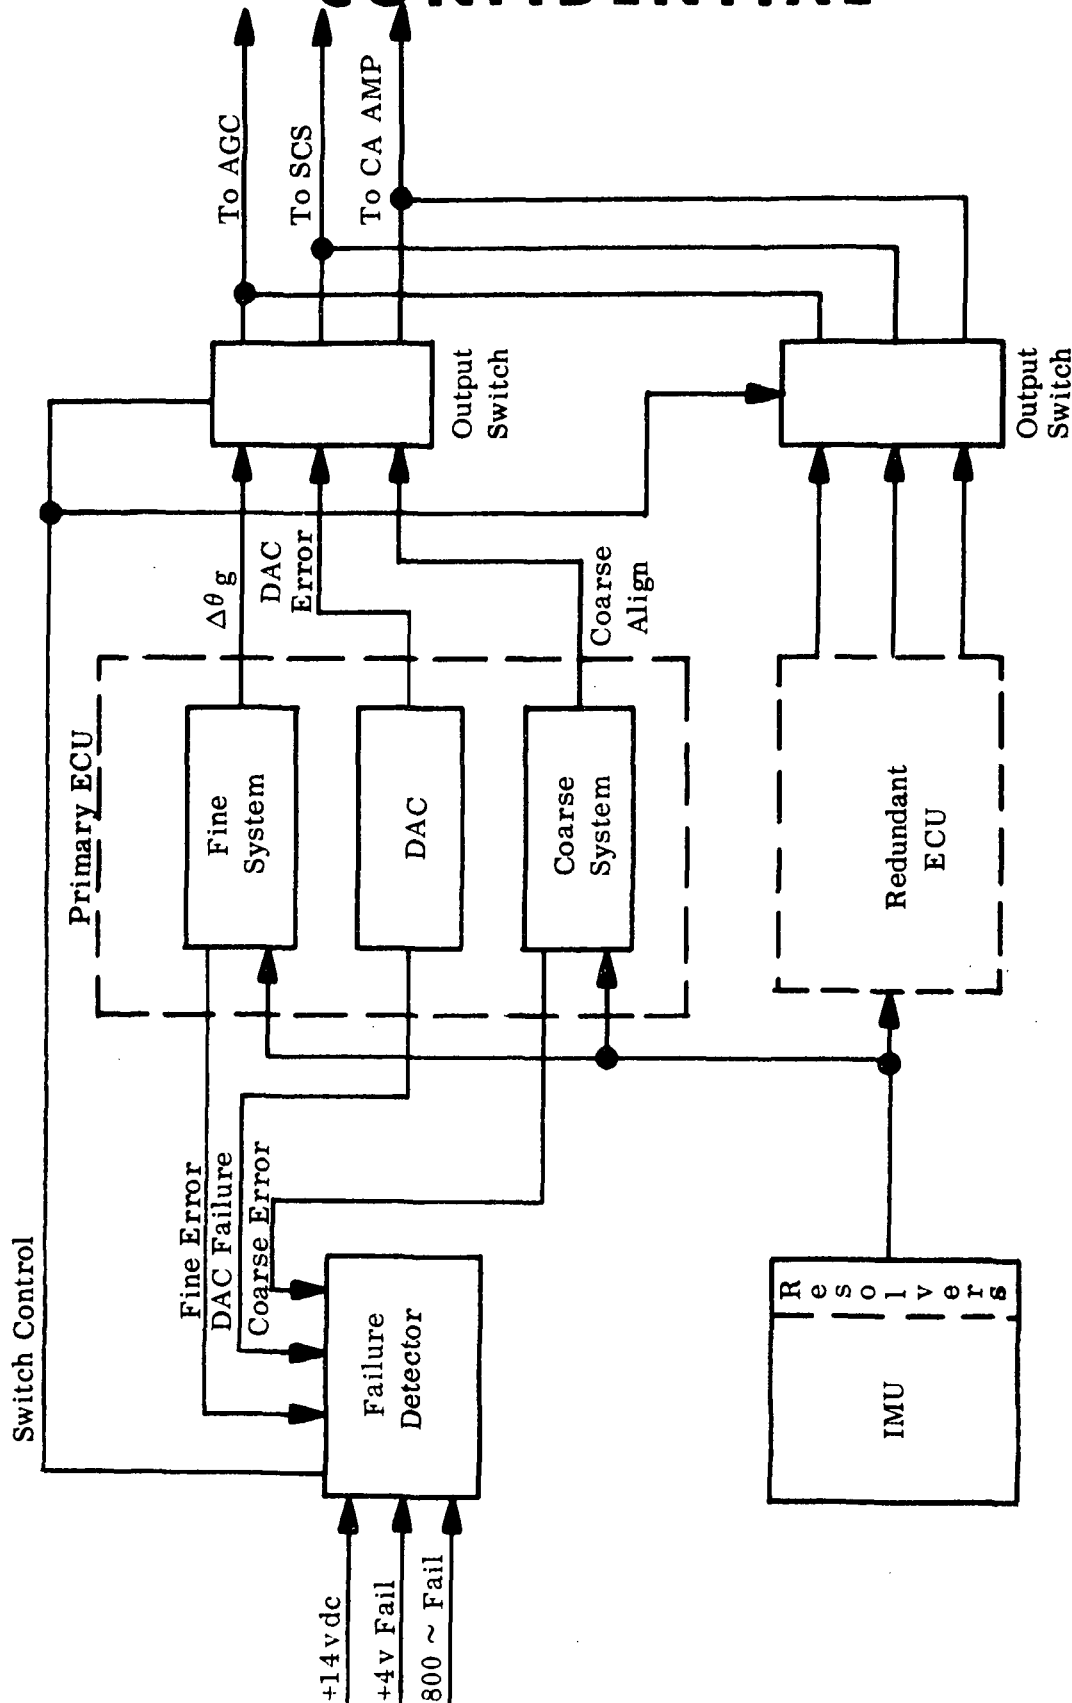 CONFIDENTIAL
Switch Control
Primary ECU
To AGC
To SCS
To CA AMP
Δθ g
DAC
Error
Coarse
Align
Output
Switch
Fine
System
DAC
Coarse
System
Fine Error
DAC Failure
Coarse Error
Failure
Detector
+14vdc
+4v Fail
800 ~ Fail
IMU
Resolvers
Redundant
ECU
Output
Switch